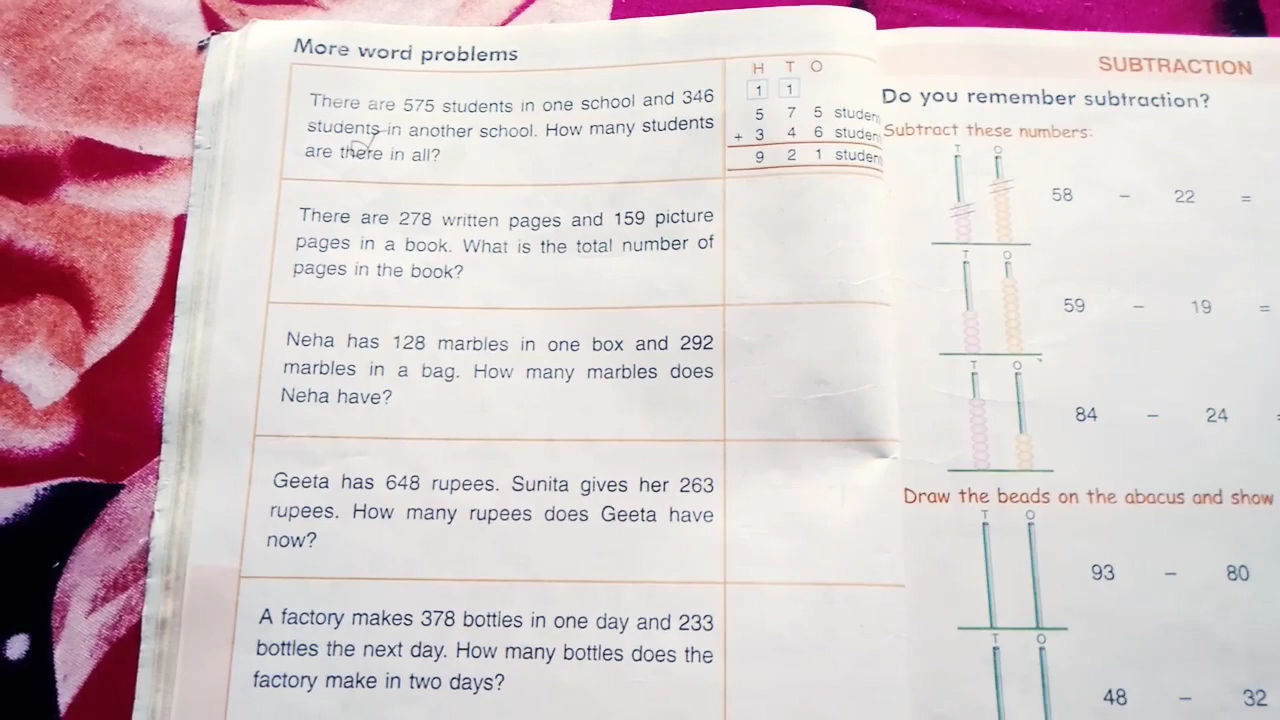 More word problems
There are 575 students in one school and 346
students in another school. How many students
are there in all?
H T O
1 1
5 7 5
+ 3 4 6
9 2 1
There are 278 written pages and 159 picture
pages in a book. What is the total number of
pages in the book?
Neha has 128 marbles in one box and 292
marbles in a bag. How many marbles does
Neha have?
Geeta has 648 rupees. Sunita gives her 263
rupees. How many rupees does Geeta have
now?
A factory makes 378 bottles in one day and 233
bottles the next day. How many bottles does the
factory make in two days?
SUBTRACTION
Do you remember subtraction?
Subtract these numbers:
T O
58 – 22 =
T O
59 – 19 =
T O
84 – 24
Draw the beads on the abacus and show
T O
93 – 80
T O
48 – 32